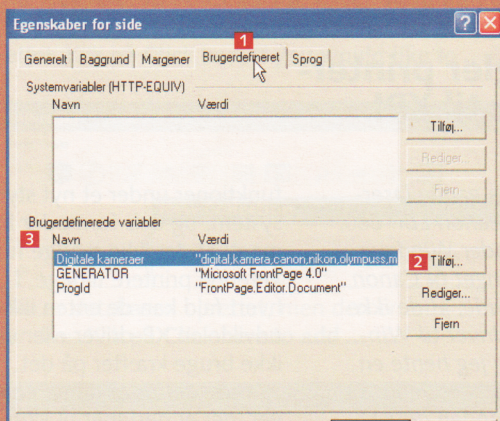 Egenskaber for side
1
Generelt Baggrund Margener Brugerdefineret Sprog
Systemvariabler (HTTP-EQUIV)
Navn Værdi
Tilføj...
Rediger...
Fjern
Brugerdefinerede variabler
3 Navn Værdi
Digitale kameraer "digital,kamera,canon,nikon,olympuss,m
2 Tilføj...
GENERATOR "Microsoft FrontPage 4.0"
ProgId "FrontPage.Editor.Document"
Rediger...
Fjern